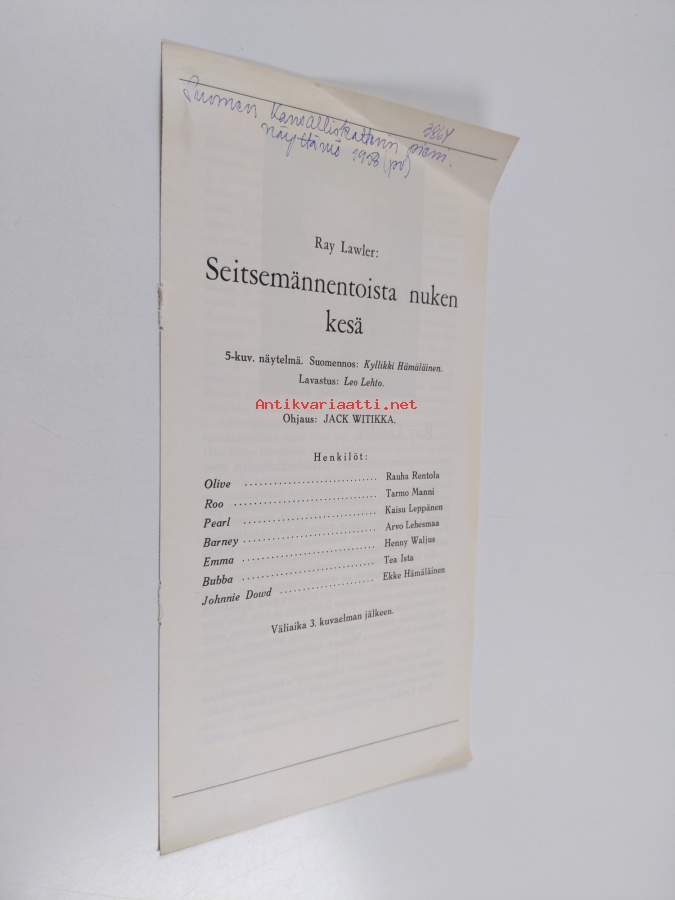 Suomen Kansallisteatterin pieni
näyttämö 1958 (pv)
Ray Lawler:
Seitsemännentoista nuken
kesä
5-kuv. näytelmä. Suomennos: Kyllikki Hämäläinen.
Lavastus: Leo Lehto.
Antikvariaatti.net
Ohjaus: JACK WITIKKA.
Henkilöt:
Olive .............................. Rauha Rentola
Roo .............................. Tarmo Manni
Pearl .............................. Kaisu Leppänen
Barney .............................. Arvo Lehesmaa
Emma .............................. Henny Waljus
Bubba .............................. Tea Ista
Johnnie Dowd .................... Ekke Hämäläinen
Väliaika 3. kuvaelman jälkeen.